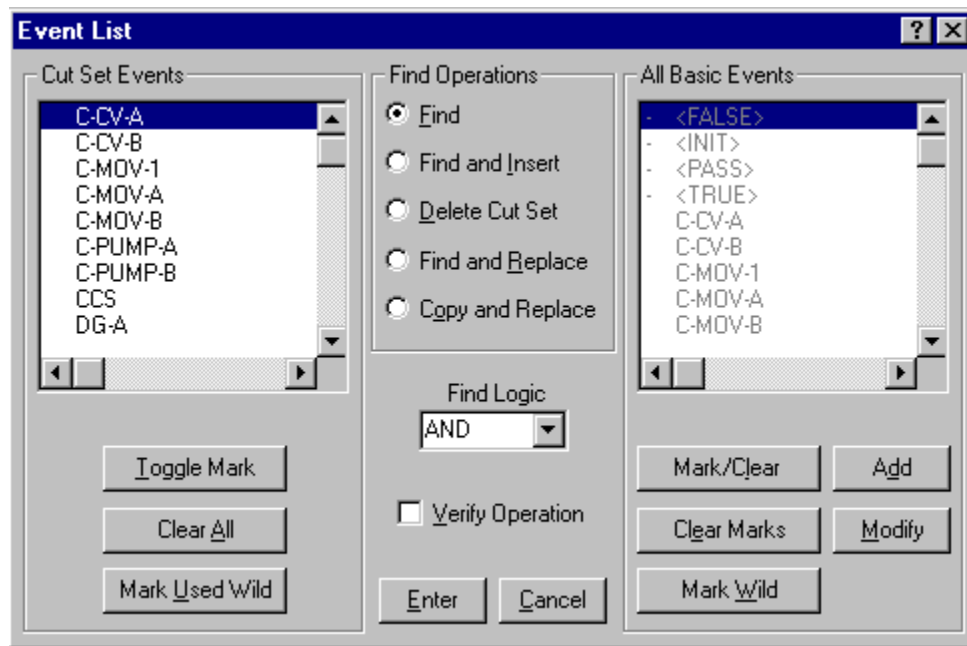 Event List
Cut Set Events
C-CV-A
C-CV-B
C-MOV-1
C-MOV-A
C-MOV-B
C-PUMP-A
C-PUMP-B
CCS
DG-A
Toggle Mark
Clear All
Mark Used Wild
Find Operations
Find
Find and Insert
Delete Cut Set
Find and Replace
Copy and Replace
Find Logic
AND
Verify Operation
Enter
Cancel
All Basic Events
- <FALSE>
- <INIT>
- <PASS>
- <TRUE>
C-CV-A
C-CV-B
C-MOV-1
C-MOV-A
C-MOV-B
Mark/Clear
Add
Clear Marks
Modify
Mark Wild